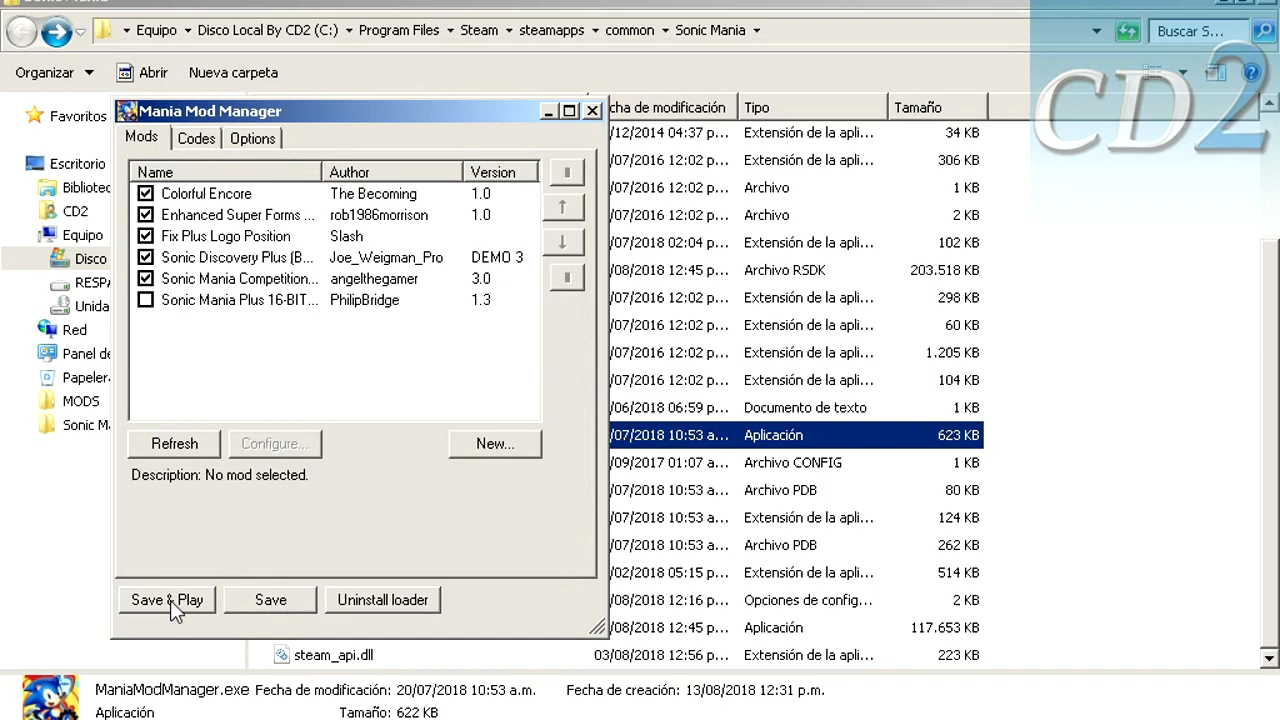 Equipo Disco Local By CD2 (C:) Program Files Steam steamapps common Sonic Mania
Buscar S...
Organizar Abrir Nueva carpeta
CD2
Favoritos
Escritorio
Bibliotec
CD2
Equipo
Disco
RESPA
Unida
Red
Panel de
Papeler
MODS
Sonic M
Mania Mod Manager
Mods Codes Options
Name Author Version
Colorful Encore The Becoming 1.0
Enhanced Super Forms ... rob1986morrison 1.0
Fix Plus Logo Position Slash
Sonic Discovery Plus (B... Joe_Weigman_Pro DEMO 3
Sonic Mania Competition... angelthegamer 3.0
Sonic Mania Plus 16-BIT... PhilipBridge 1.3
Refresh Configure... New...
Description: No mod selected.
Save & Play Save Uninstall loader
cha de modificación Tipo Tamaño
/12/2014 04:37 p... Extensión de la apli... 34 KB
/07/2016 12:02 p... Extensión de la apli... 306 KB
/07/2016 12:02 p... Archivo 1 KB
/07/2016 12:02 p... Archivo 2 KB
/07/2018 02:04 p... Extensión de la apli... 102 KB
/08/2018 12:45 p... Archivo RSDK 203.518 KB
/07/2016 12:02 p... Extensión de la apli... 298 KB
/07/2016 12:02 p... Extensión de la apli... 60 KB
/07/2016 12:02 p... Extensión de la apli... 1.205 KB
/07/2016 12:02 p... Extensión de la apli... 104 KB
/06/2018 06:59 p... Documento de texto 1 KB
/07/2018 10:53 a... Aplicación 623 KB
/09/2017 01:07 a... Archivo CONFIG 1 KB
/07/2018 10:53 a... Archivo PDB 80 KB
/07/2018 10:53 a... Extensión de la apli... 124 KB
/07/2018 10:53 a... Archivo PDB 262 KB
/02/2018 05:15 p... Extensión de la apli... 514 KB
/08/2018 12:16 p... Opciones de config... 2 KB
/08/2018 12:45 p... Aplicación 117.653 KB
steam_api.dll 03/08/2018 12:56 p... Extensión de la apli... 223 KB
ManiaModManager.exe Fecha de modificación: 20/07/2018 10:53 a.m. Fecha de creación: 13/08/2018 12:31 p.m.
Aplicación Tamaño: 622 KB